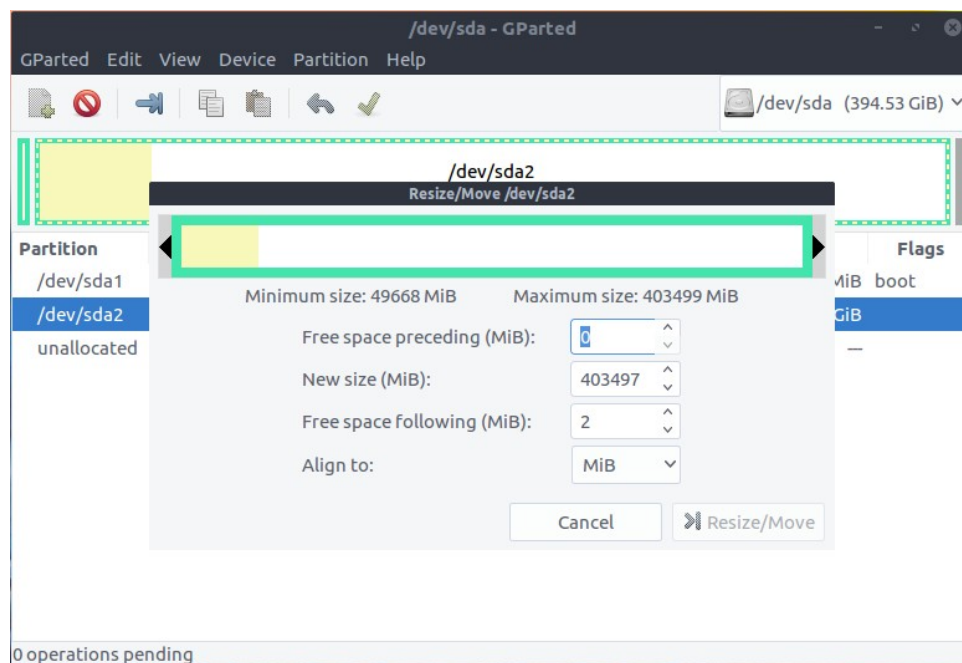 /dev/sda - GParted
GParted Edit View Device Partition Help
/dev/sda (394.53 GiB)
/dev/sda2
Resize/Move /dev/sda2
Partition Flags
/dev/sda1 MiB boot
Minimum size: 49668 MiB Maximum size: 403499 MiB
/dev/sda2 GiB
Free space preceding (MiB): 0
unallocated —
New size (MiB): 403497
Free space following (MiB): 2
Align to: MiB
Cancel Resize/Move
0 operations pending